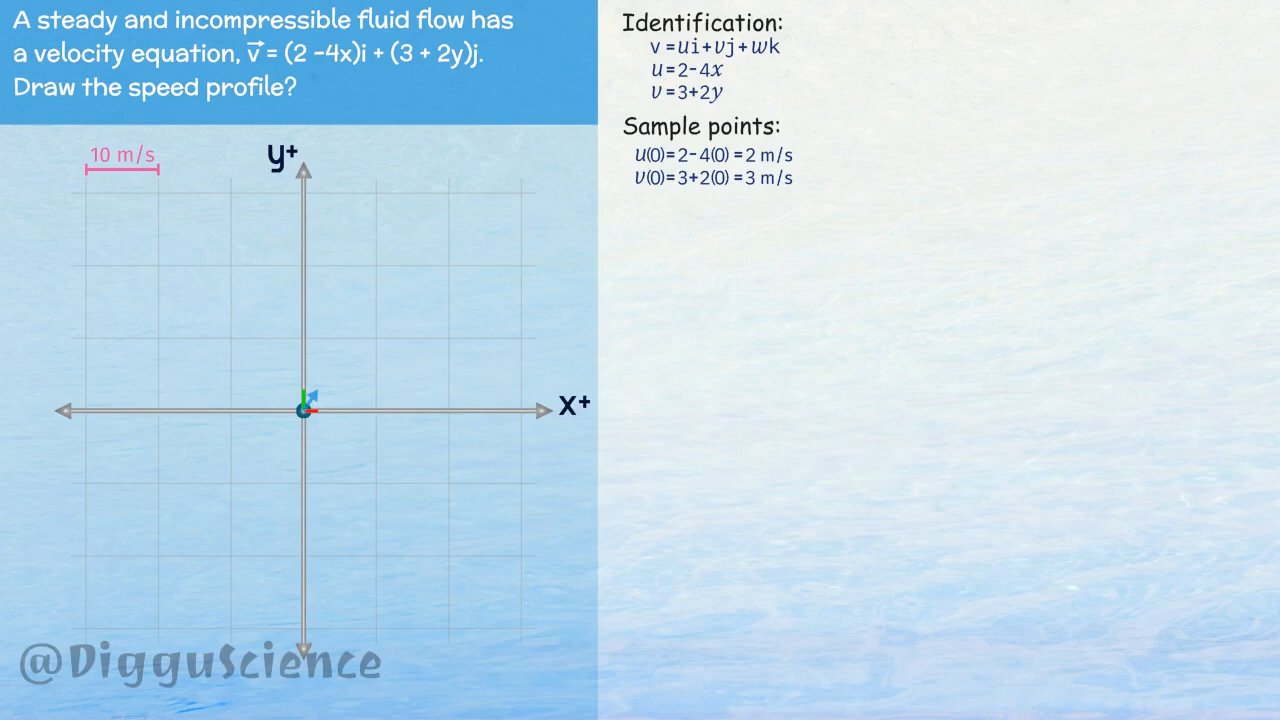 A steady and incompressible fluid flow has
a velocity equation, v⃗ = (2 -4x)i + (3 + 2y)j.
Draw the speed profile?
10 m/s
y+
x+
@DigguScience
Identification:
v = ui+vj+wk
u=2-4x
v=3+2y
Sample points:
u(0)=2-4(0) =2 m/s
v(0)=3+2(0) =3 m/s